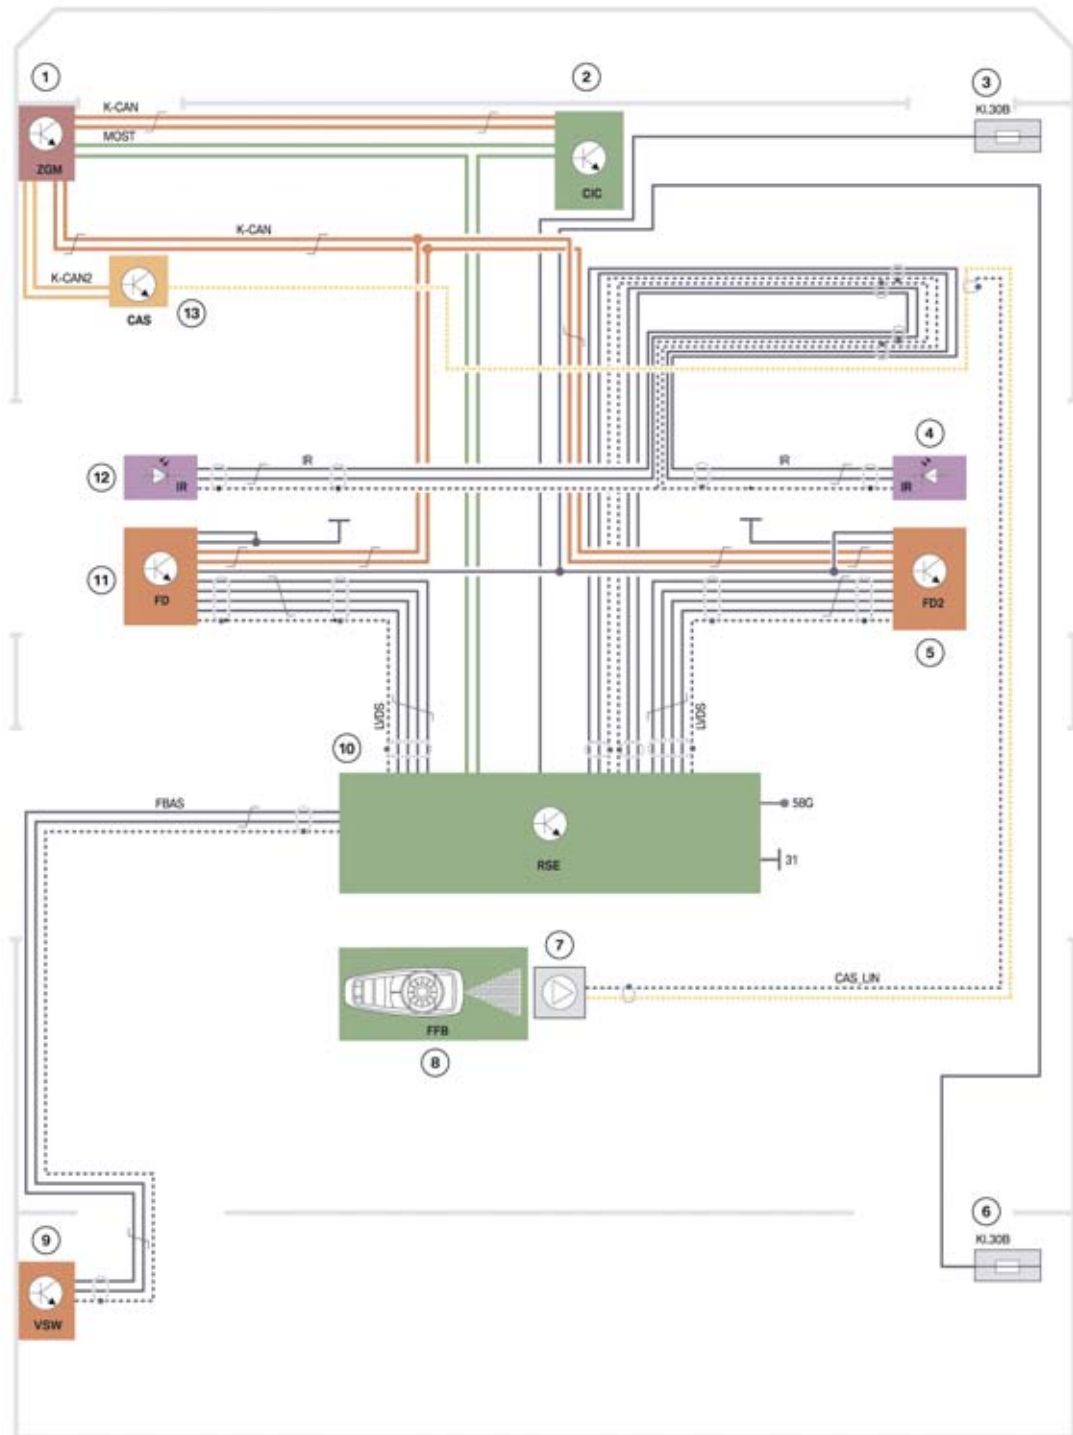 1
2
3
Kl.30B
K-CAN
MOST
ZGM
CIC
K-CAN
K-CAN2
CAS
13
12
IR
IR
IR
4
IR
11
FD
FD2
5
LVDS
LVDS
10
FBAS
58G
RSE
31
7
CAS_LIN
FFB
8
6
Kl.30B
9
VSW